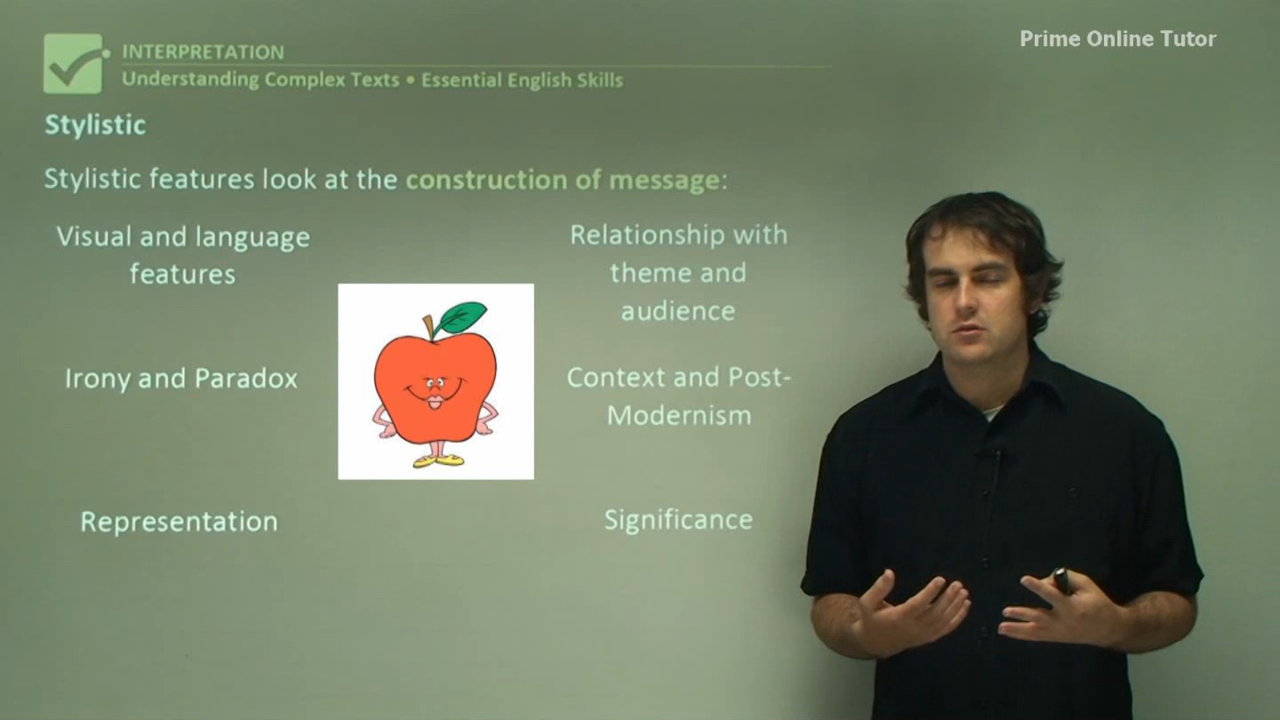 Prime Online Tutor
INTERPRETATION
Understanding Complex Texts • Essential English Skills
Stylistic
Stylistic features look at the construction of message:
Visual and language
features
Relationship with
theme and
audience
Irony and Paradox
Context and Post-
Modernism
Representation
Significance